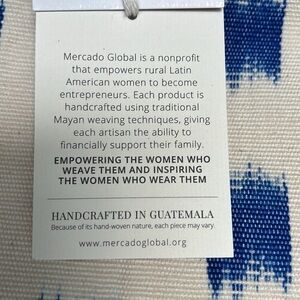 Mercado Global is a nonprofit
that empowers rural Latin
American women to become
entrepreneurs. Each product is
handcrafted using traditional
Mayan weaving techniques, giving
each artisan the ability to
financially support their family.
EMPOWERING THE WOMEN WHO
WEAVE THEM AND INSPIRING
THE WOMEN WHO WEAR THEM
HANDCRAFTED IN GUATEMALA
Because of its hand-woven nature, each piece may vary.
www.mercadoglobal.org